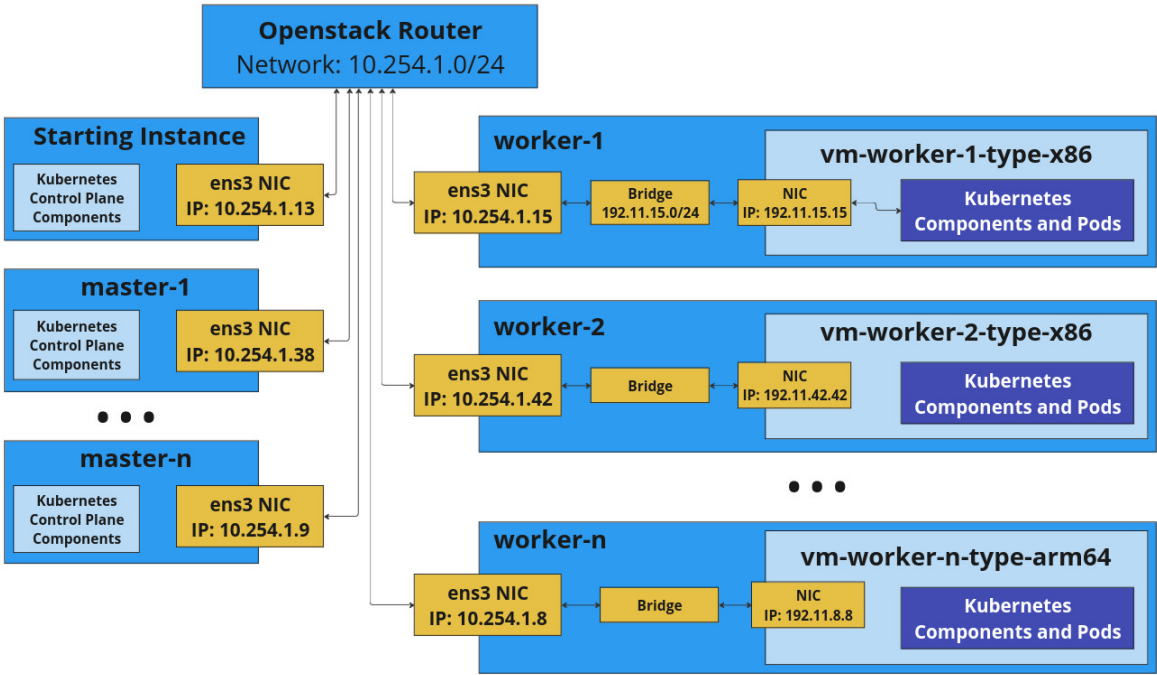 Openstack Router
Network: 10.254.1.0/24
Starting Instance
Kubernetes
Control Plane
Components
ens3 NIC
IP: 10.254.1.13
master-1
Kubernetes
Control Plane
Components
ens3 NIC
IP: 10.254.1.38
master-n
Kubernetes
Control Plane
Components
ens3 NIC
IP: 10.254.1.9
worker-1
ens3 NIC
IP: 10.254.1.15
Bridge
192.11.15.0/24
vm-worker-1-type-x86
NIC
IP: 192.11.15.15
Kubernetes
Components and Pods
worker-2
ens3 NIC
IP: 10.254.1.42
Bridge
vm-worker-2-type-x86
NIC
IP: 192.11.42.42
Kubernetes
Components and Pods
worker-n
ens3 NIC
IP: 10.254.1.8
Bridge
vm-worker-n-type-arm64
NIC
IP: 192.11.8.8
Kubernetes
Components and Pods